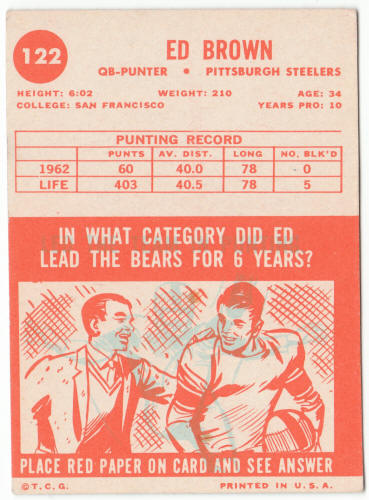 122
ED BROWN
QB-PUNTER • PITTSBURGH STEELERS
HEIGHT: 6:02 WEIGHT: 210 AGE: 34
COLLEGE: SAN FRANCISCO YEARS PRO: 10
PUNTING RECORD
PUNTS AV. DIST. LONG NO. BLK'D
1962 60 40.0 78 0
LIFE 403 40.5 78 5
IN WHAT CATEGORY DID ED
LEAD THE BEARS FOR 6 YEARS?
PLACE RED PAPER ON CARD AND SEE ANSWER
©T.C.G. PRINTED IN U.S.A.